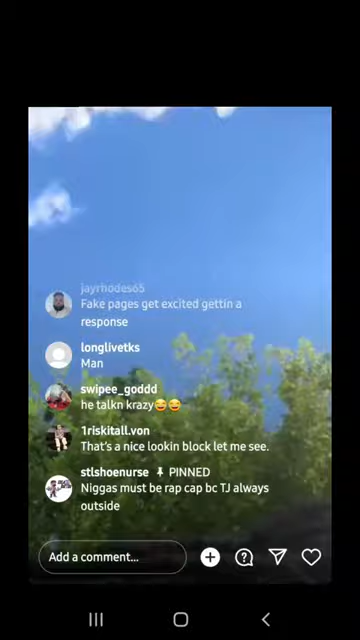 jayrhodes65
Fake pages get excited gettin a
response
longlivetks
Man
swipee_goddd
he talkn krazy😂😂
1riskitall.von
That's a nice lookin block let me see.
stlshoenurse PINNED
Niggas must be rap cap bc TJ always
outside
Add a comment...